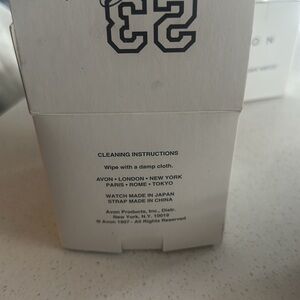 53
CLEANING INSTRUCTIONS
Wipe with a damp cloth.
AVON • LONDON • NEW YORK
PARIS • ROME • TOKYO
WATCH MADE IN JAPAN
STRAP MADE IN CHINA
Avon Products, Inc., Distr.
New York, N.Y. 10019
© Avon 1997 - All Rights Reserved